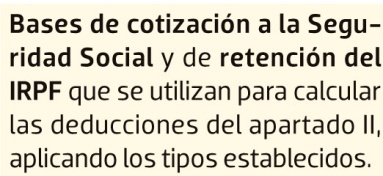 Bases de cotización a la Segu-
ridad Social y de retención del
IRPF que se utilizan para calcular
las deducciones del apartado II,
aplicando los tipos establecidos.